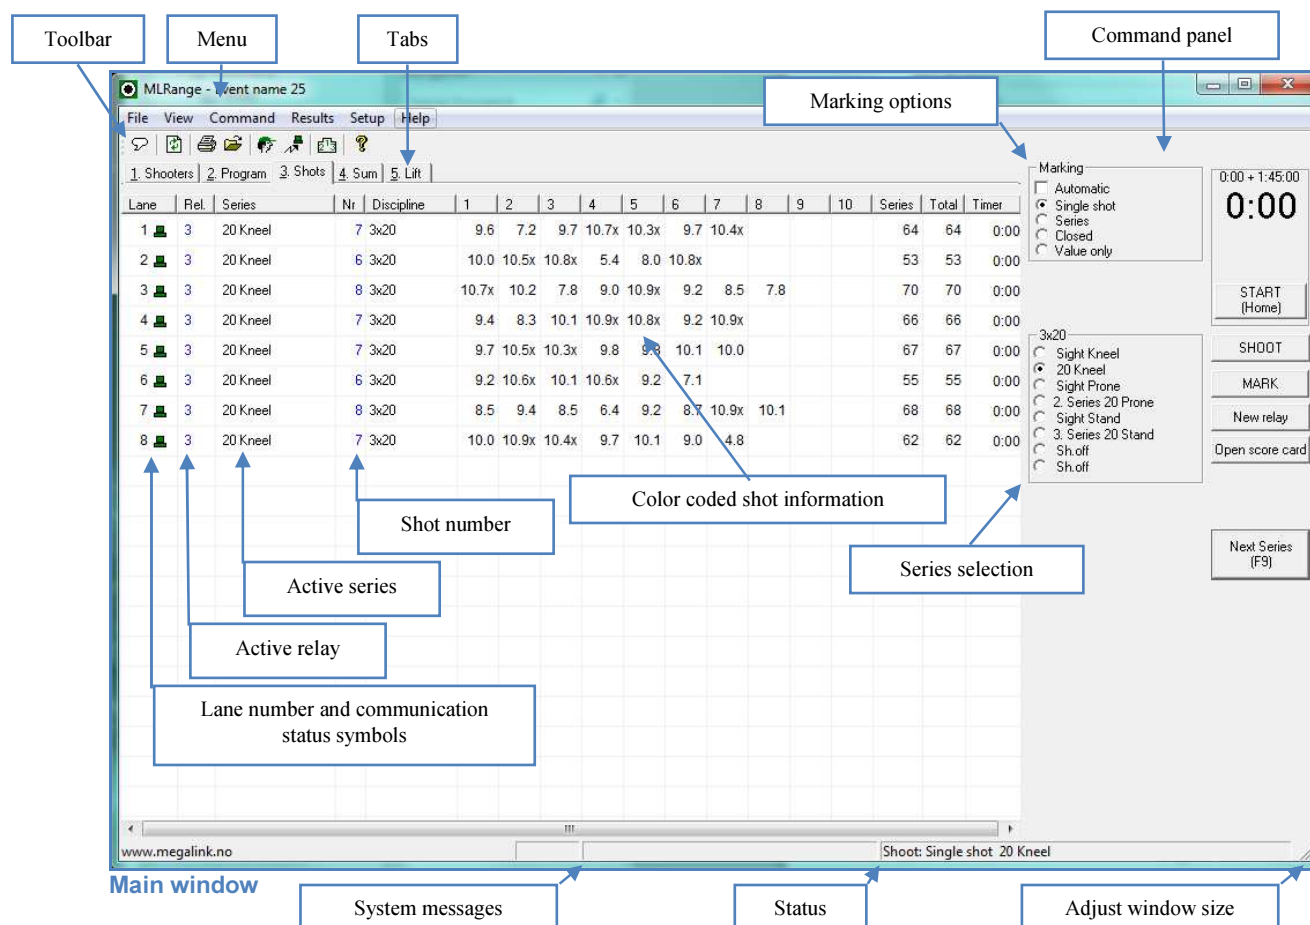 Toolbar
Menu
Tabs
Command panel
MLRange - Event name 25
Marking options
File View Command Results Setup Help
1. Shooters 2. Program 3. Shots 4. Sum 5. Lift
Lane Rel. Series Nr Discipline 1 2 3 4 5 6 7 8 9 10 Series Total Timer
1 3 20 Kneel 7 3x20 9.6 7.2 9.7 10.7x 10.3x 9.7 10.4x 64 64 0:00
2 3 20 Kneel 6 3x20 10.0 10.5x 10.8x 5.4 8.0 10.8x 53 53 0:00
3 3 20 Kneel 8 3x20 10.7x 10.2 7.8 9.0 10.9x 9.2 8.5 7.8 70 70 0:00
4 3 20 Kneel 7 3x20 9.4 8.3 10.1 10.9x 10.8x 9.2 10.9x 66 66 0:00
5 3 20 Kneel 7 3x20 9.7 10.5x 10.3x 9.8 10.1 10.0 67 67 0:00
6 3 20 Kneel 6 3x20 9.2 10.6x 10.1 10.6x 9.2 7.1 55 55 0:00
7 3 20 Kneel 8 3x20 8.5 9.4 8.5 6.4 9.2 8.7 10.9x 10.1 68 68 0:00
8 3 20 Kneel 7 3x20 10.0 10.9x 10.4x 9.7 10.1 9.0 4.8 62 62 0:00
Marking
Automatic
Single shot
Series
Closed
Value only
3x20
Sight Kneel
20 Kneel
Sight Prone
2. Series 20 Prone
Sight Stand
3. Series 20 Stand
Sh.off
Sh.off
0:00 + 1:45:00
0:00
START
(Home)
SHOOT
MARK
New relay
Open score card
Next Series
(F9)
Color coded shot information
Shot number
Series selection
Active series
Active relay
Lane number and communication
status symbols
www.megalink.no
Shoot: Single shot 20 Kneel
Main window
System messages
Status
Adjust window size